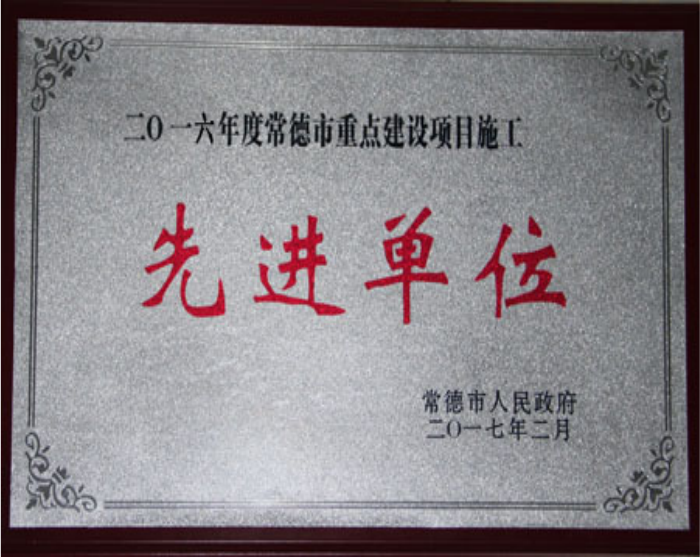 二〇一六年度常德市重点建设项目施工
先进单位
常德市人民政府
二〇一七年二月